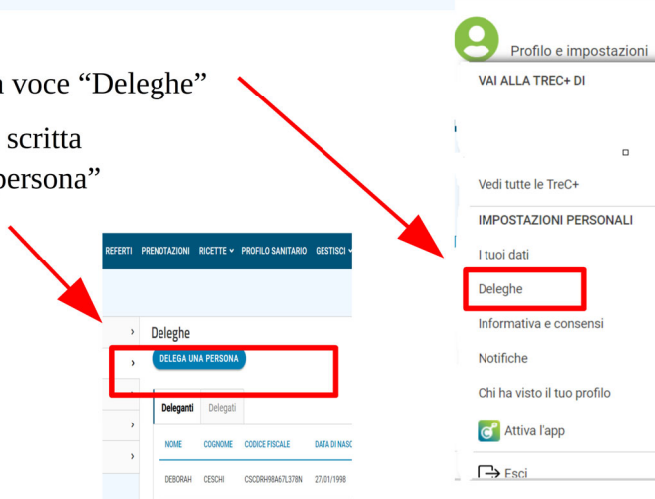 voce “Deleghe”
scritta
persona”
Profilo e impostazioni
VAI ALLA TREC+ DI
Vedi tutte le TreC+
IMPOSTAZIONI PERSONALI
I tuoi dati
Deleghe
Informativa e consensi
Notifiche
Chi ha visto il tuo profilo
Attiva l'app
Esci
REFERTI PRENOTAZIONI RICETTE PROFILO SANITARIO GESTISCI
Deleghe
DELEGA UNA PERSONA
Deleganti Delegati
NOME COGNOME CODICE FISCALE DATA DI NASC
DEBORAH CESCHI CSCDRH98A67L378N 27/01/1998